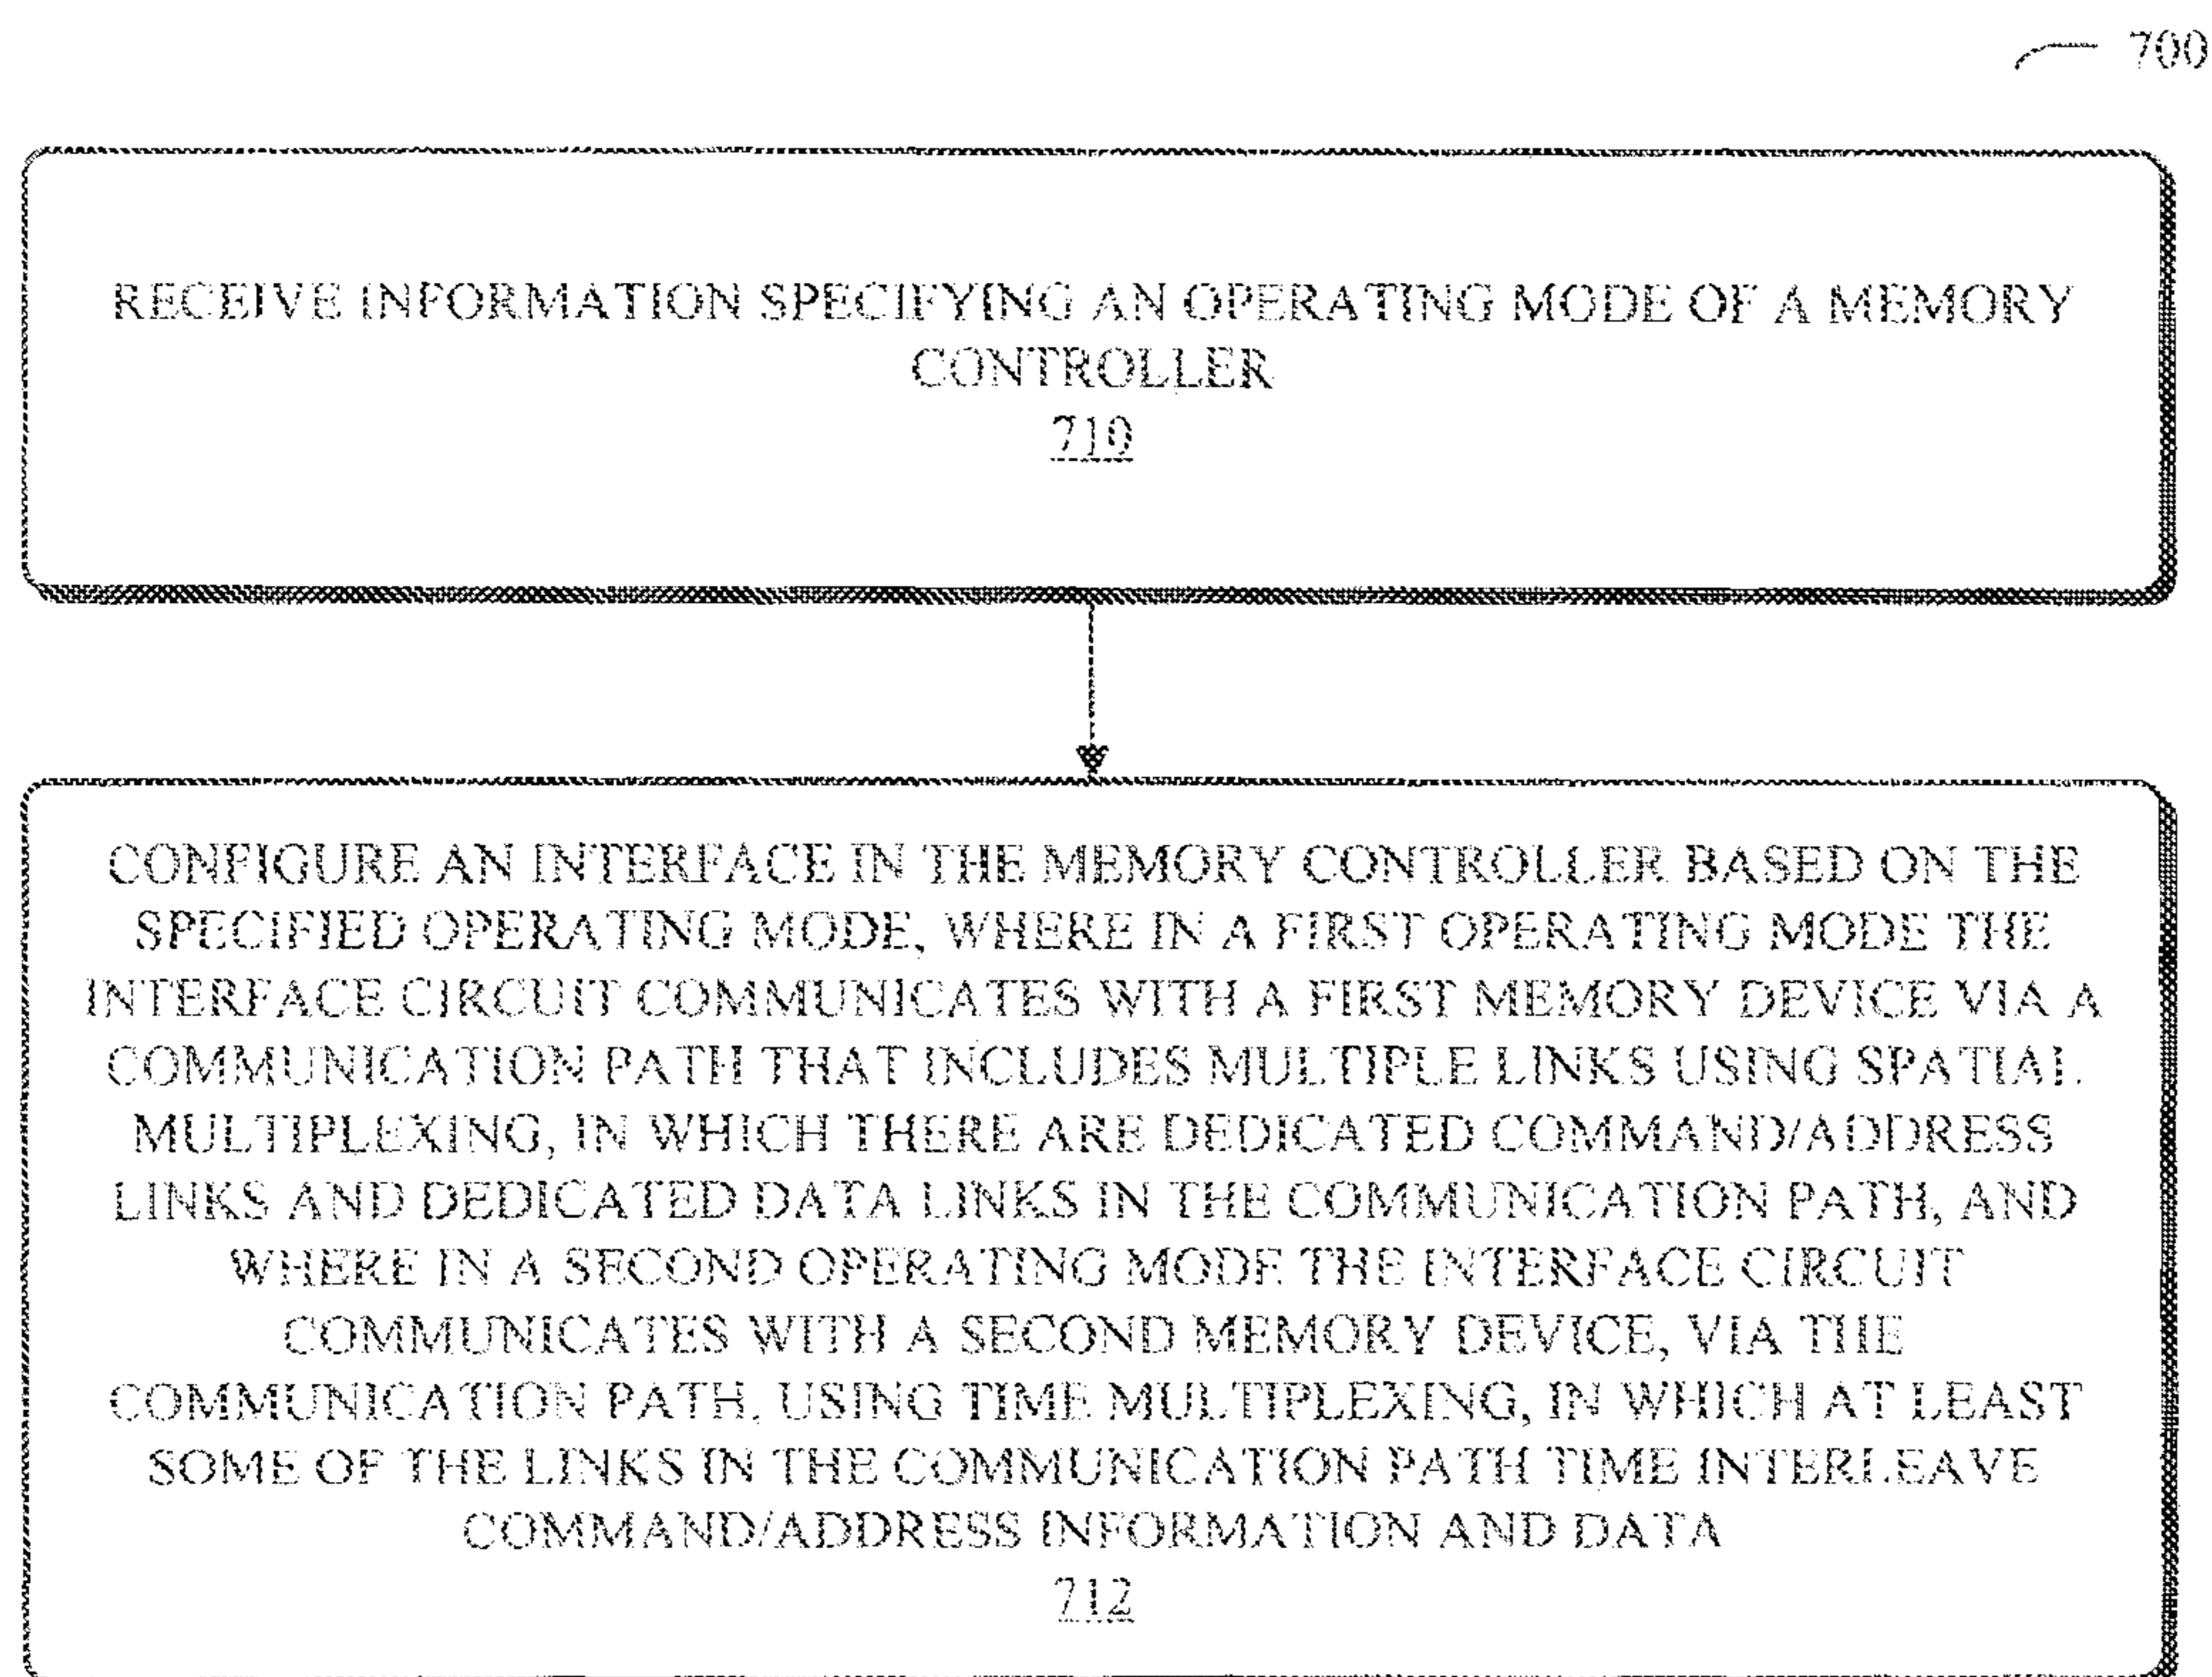 700
RECEIVE INFORMATION SPECIFYING AN OPERATING MODE OF A MEMORY
CONTROLLER
710
CONFIGURE AN INTERFACE IN THE MEMORY CONTROLLER BASED ON THE
SPECIFIED OPERATING MODE, WHERE IN A FIRST OPERATING MODE THE
INTERFACE CIRCUIT COMMUNICATES WITH A FIRST MEMORY DEVICE VIA A
COMMUNICATION PATH THAT INCLUDES MULTIPLE LINKS USING SPATIAL
MULTIPLEXING, IN WHICH THERE ARE DEDICATED COMMAND/ADDRESS
LINKS AND DEDICATED DATA LINKS IN THE COMMUNICATION PATH, AND
WHERE IN A SECOND OPERATING MODE THE INTERFACE CIRCUIT
COMMUNICATES WITH A SECOND MEMORY DEVICE, VIA THE
COMMUNICATION PATH, USING TIME MULTIPLEXING, IN WHICH AT LEAST
SOME OF THE LINKS IN THE COMMUNICATION PATH TIME INTERLEAVE
COMMAND/ADDRESS INFORMATION AND DATA
712